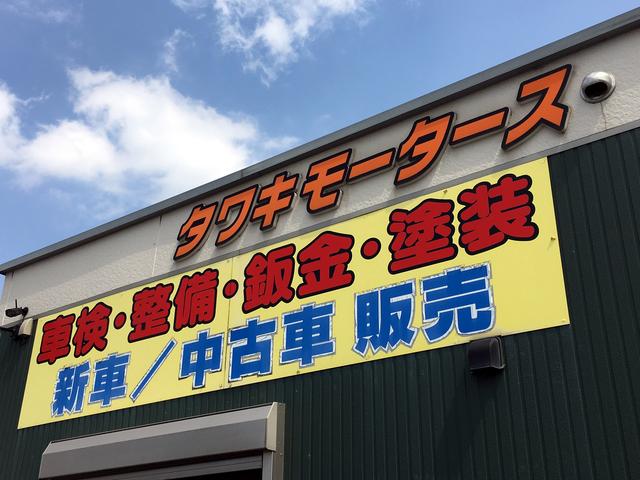 タワキモータース
車検・整備・鈑金・塗装
新車／中古車 販売